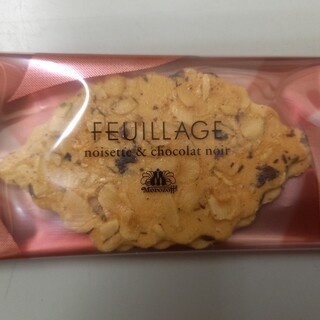 FEUILLAGE
noisette & chocolat noir
Morozoff